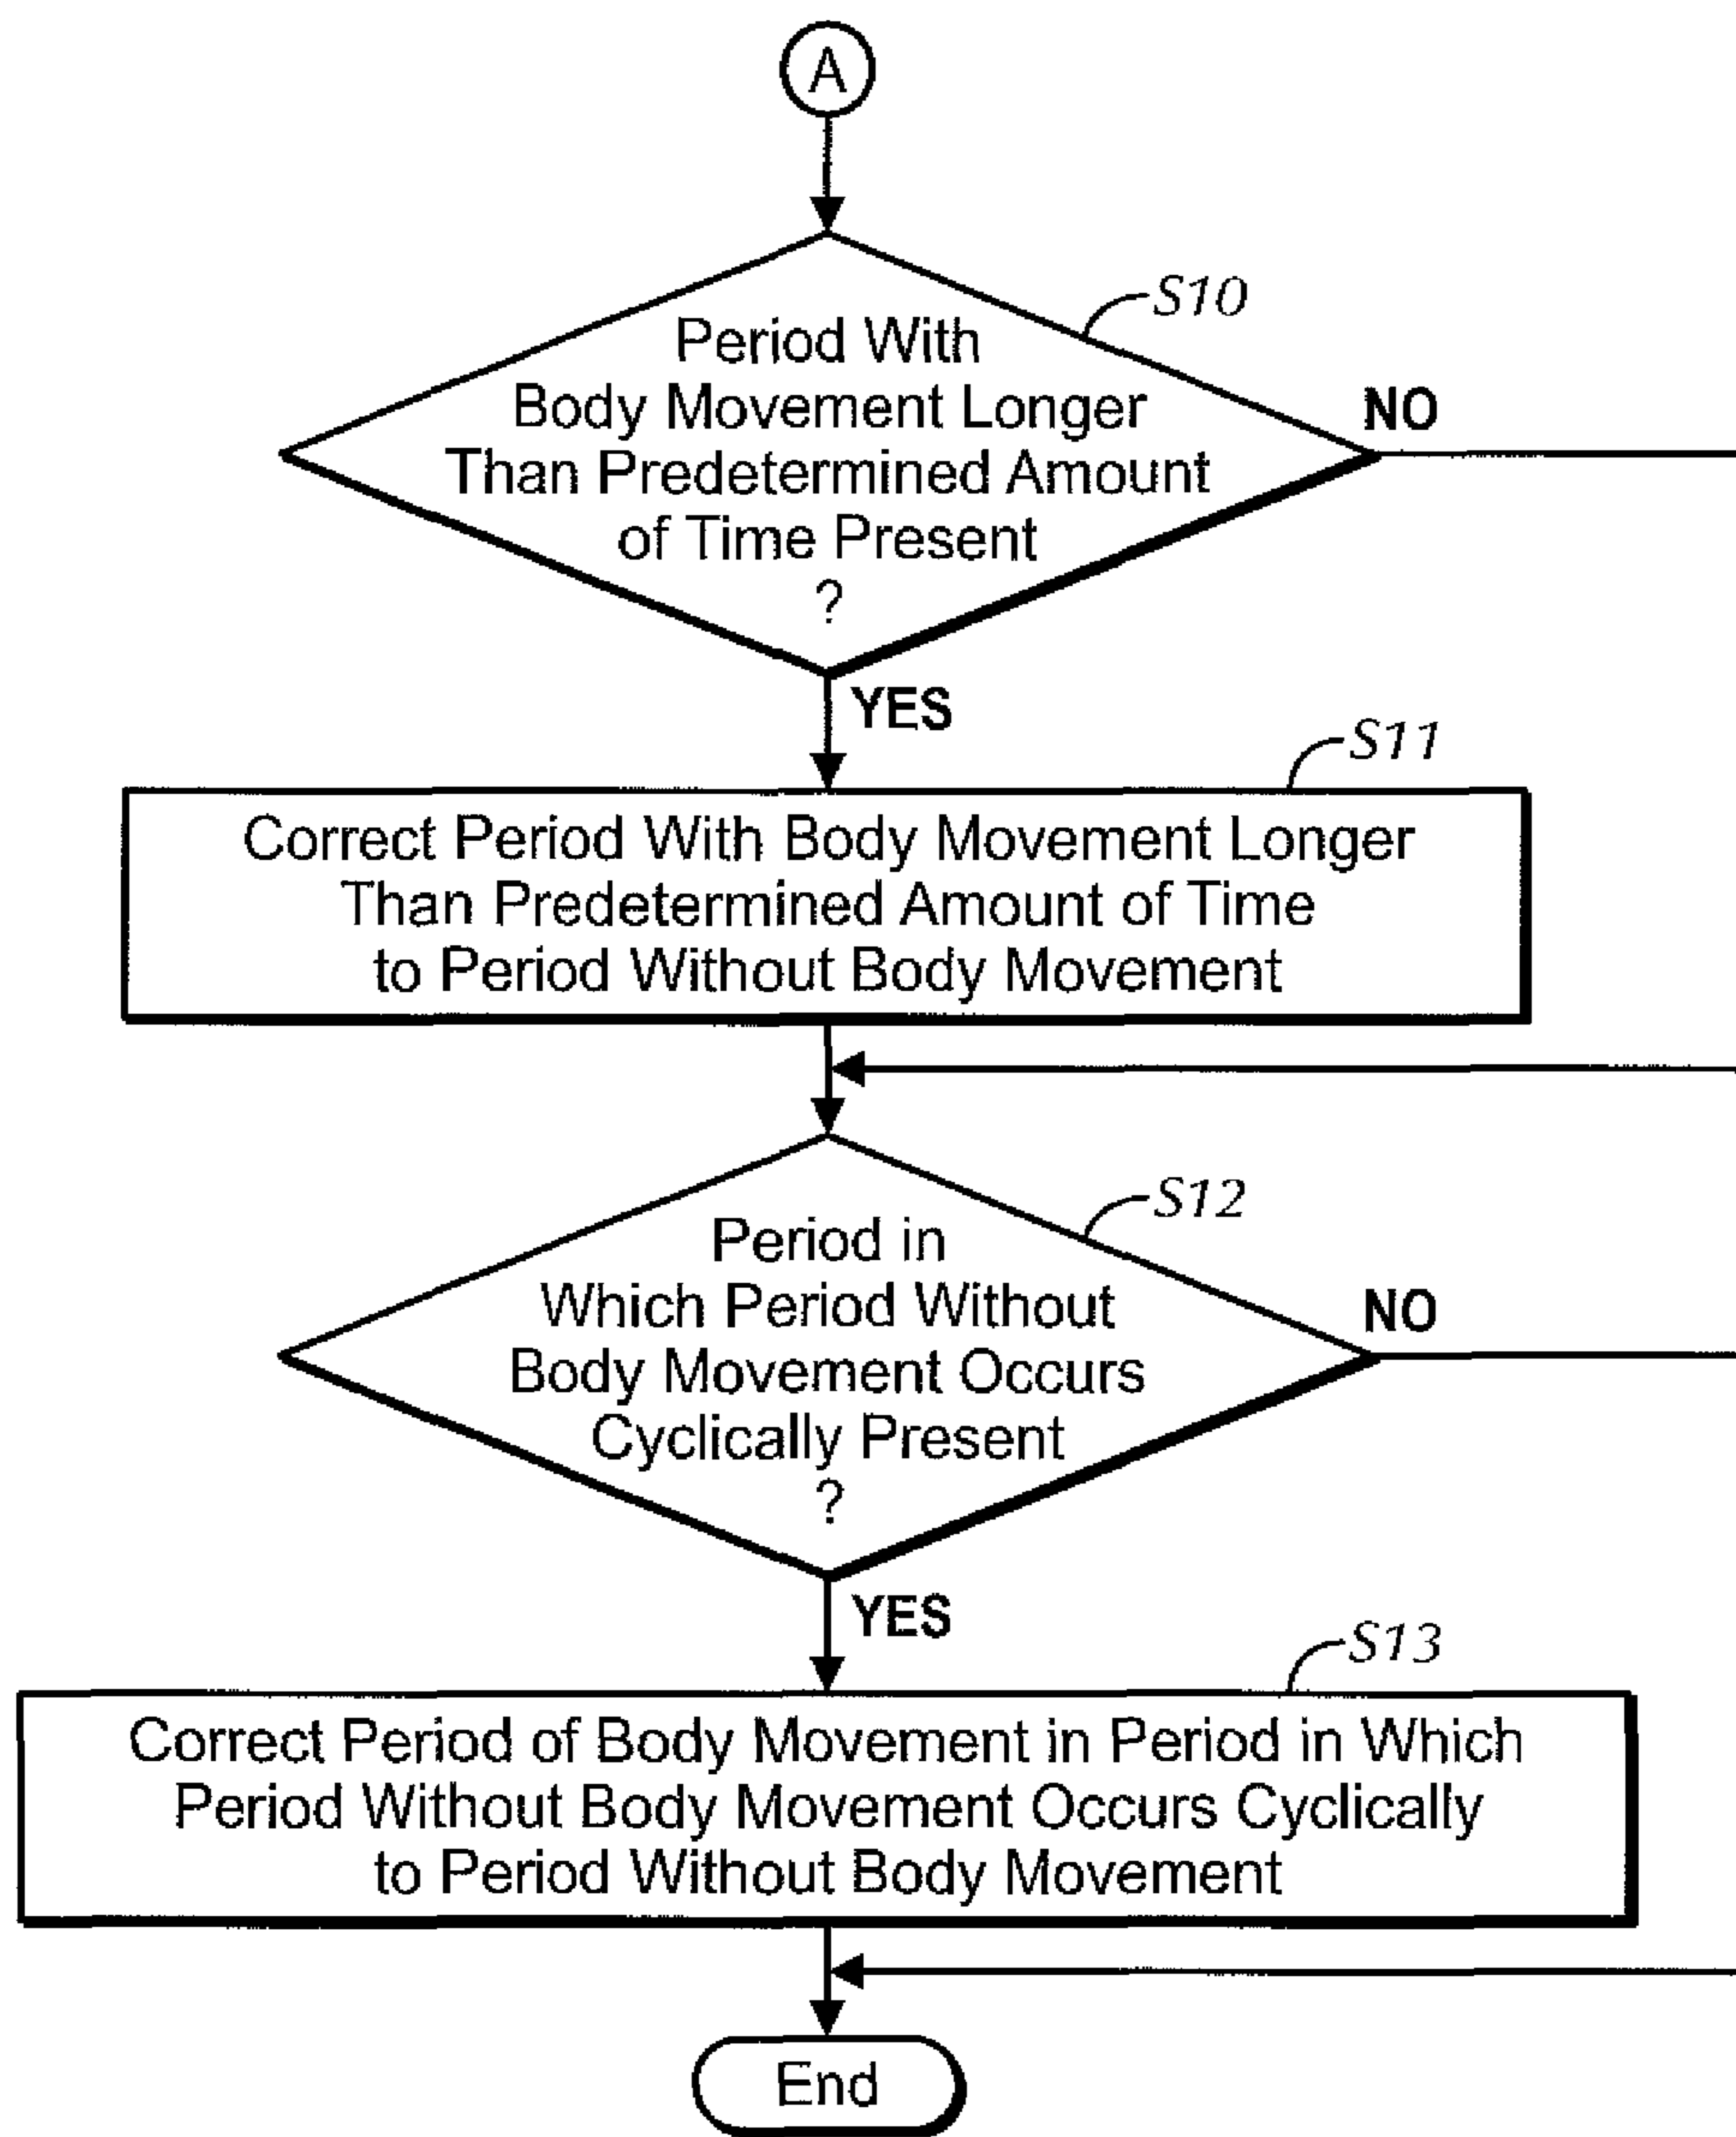 A
S10
Period With
Body Movement Longer
Than Predetermined Amount
of Time Present
?
NO
YES
S11
Correct Period With Body Movement Longer
Than Predetermined Amount of Time
to Period Without Body Movement
S12
Period in
Which Period Without
Body Movement Occurs
Cyclically Present
?
NO
YES
S13
Correct Period of Body Movement in Period in Which
Period Without Body Movement Occurs Cyclically
to Period Without Body Movement
End